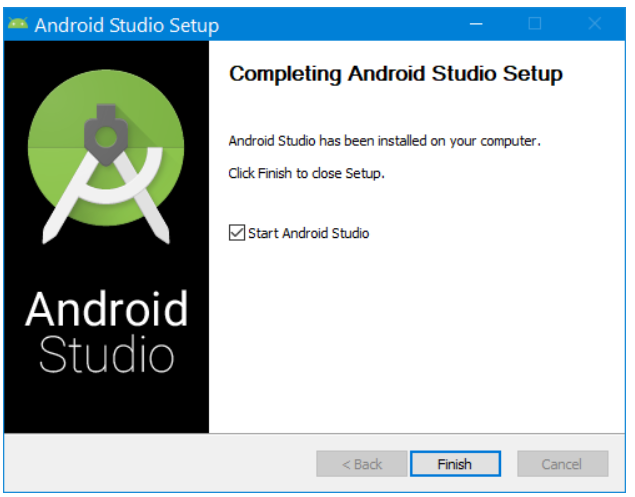 Android Studio Setup
Completing Android Studio Setup
Android Studio has been installed on your computer.
Click Finish to close Setup.
Start Android Studio
Android
Studio
< Back
Finish
Cancel